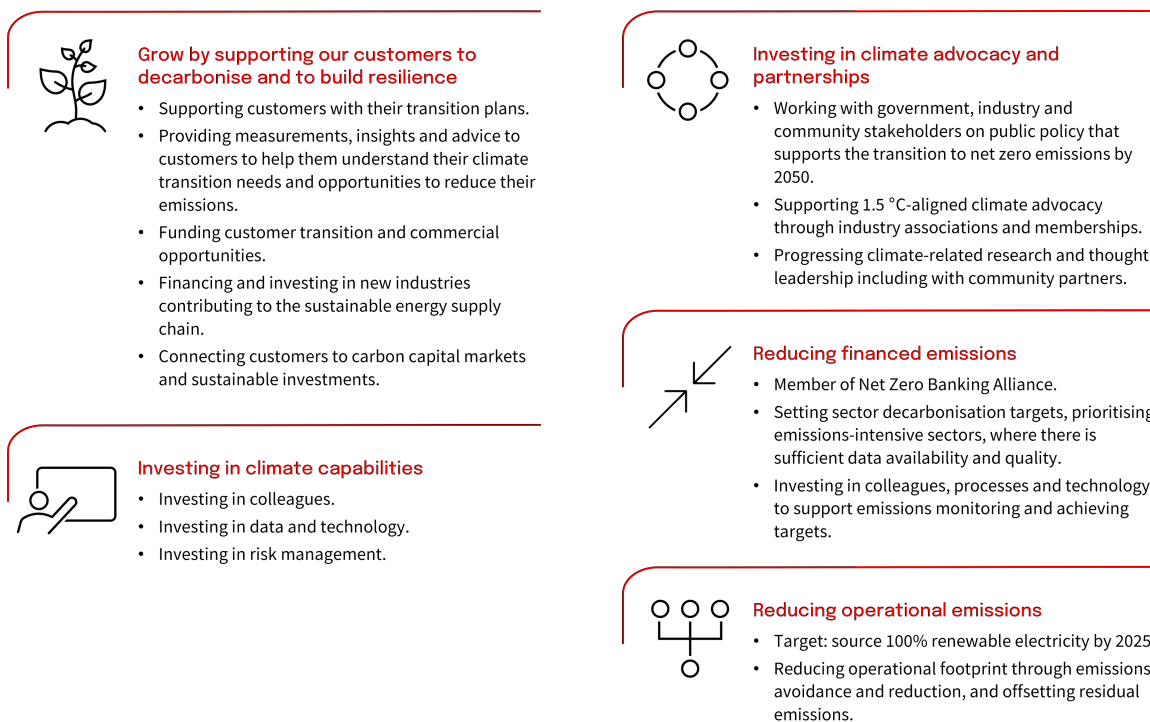 Grow by supporting our customers to
decarbonise and to build resilience
• Supporting customers with their transition plans.
• Providing measurements, insights and advice to
customers to help them understand their climate
transition needs and opportunities to reduce their
emissions.
• Funding customer transition and commercial
opportunities.
• Financing and investing in new industries
contributing to the sustainable energy supply
chain.
• Connecting customers to carbon capital markets
and sustainable investments.
Investing in climate capabilities
• Investing in colleagues.
• Investing in data and technology.
• Investing in risk management.
Investing in climate advocacy and
partnerships
• Working with government, industry and
community stakeholders on public policy that
supports the transition to net zero emissions by
2050.
• Supporting 1.5 °C-aligned climate advocacy
through industry associations and memberships.
• Progressing climate-related research and thought
leadership including with community partners.
Reducing financed emissions
• Member of Net Zero Banking Alliance.
• Setting sector decarbonisation targets, prioritising
emissions-intensive sectors, where there is
sufficient data availability and quality.
• Investing in colleagues, processes and technology
to support emissions monitoring and achieving
targets.
Reducing operational emissions
• Target: source 100% renewable electricity by 2025
• Reducing operational footprint through emissions
avoidance and reduction, and offsetting residual
emissions.